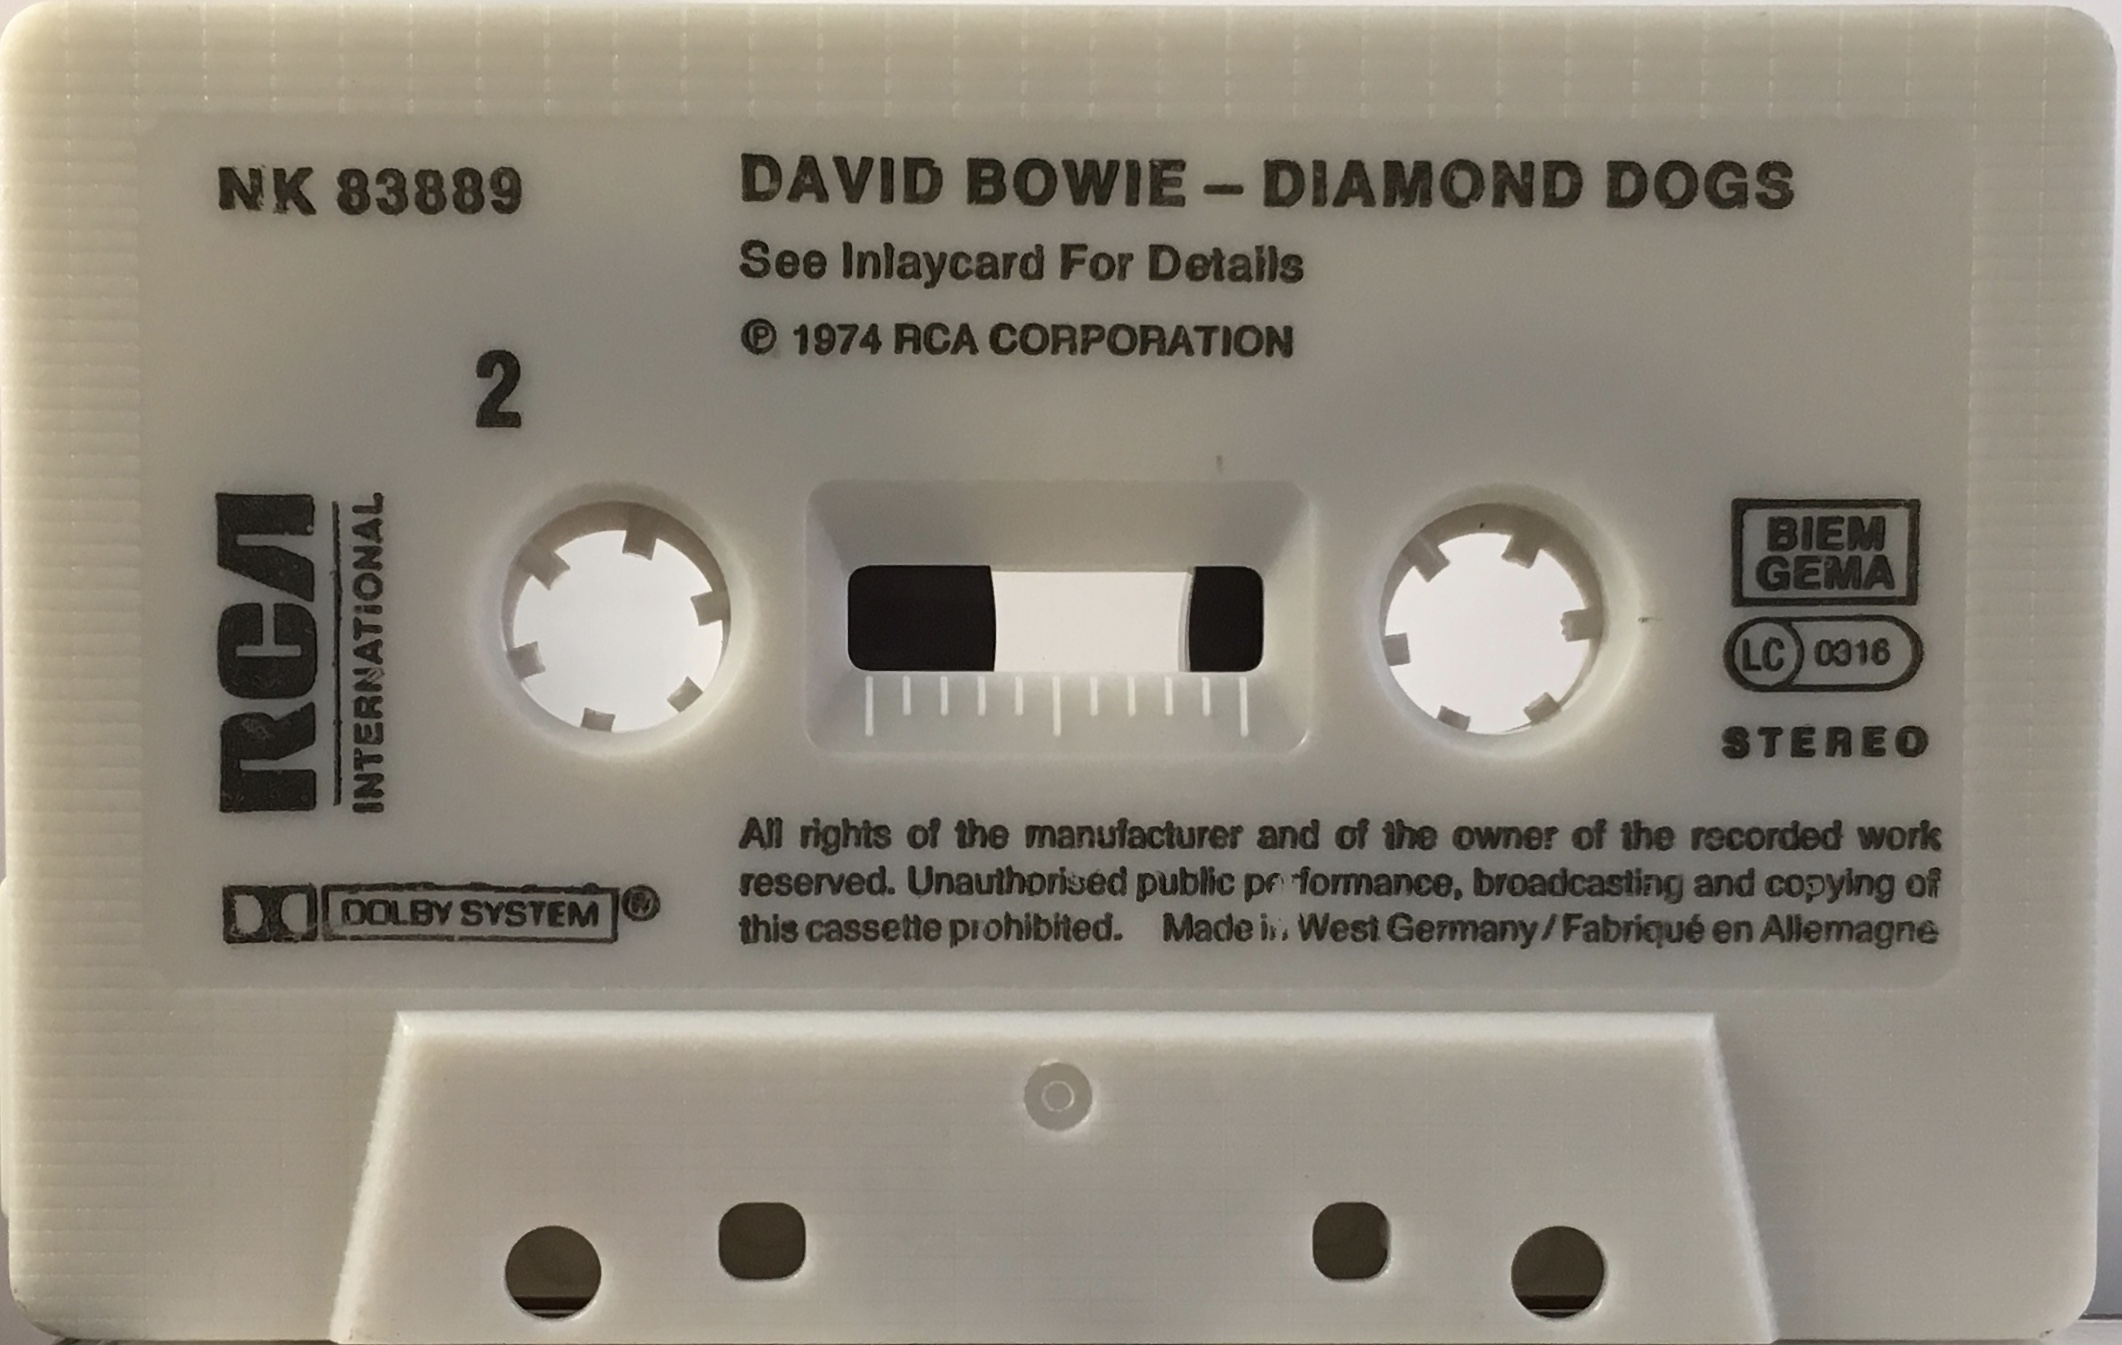 NK 83889
DAVID BOWIE – DIAMOND DOGS
See Inlaycard For Details
℗ 1974 RCA CORPORATION
2
RCA
INTERNATIONAL
BIEM
GEMA
LC 0316
STEREO
DOLBY SYSTEM ®
All rights of the manufacturer and of the owner of the recorded work
reserved. Unauthorised public performance, broadcasting and copying of
this cassette prohibited. Made in West Germany / Fabriqué en Allemagne